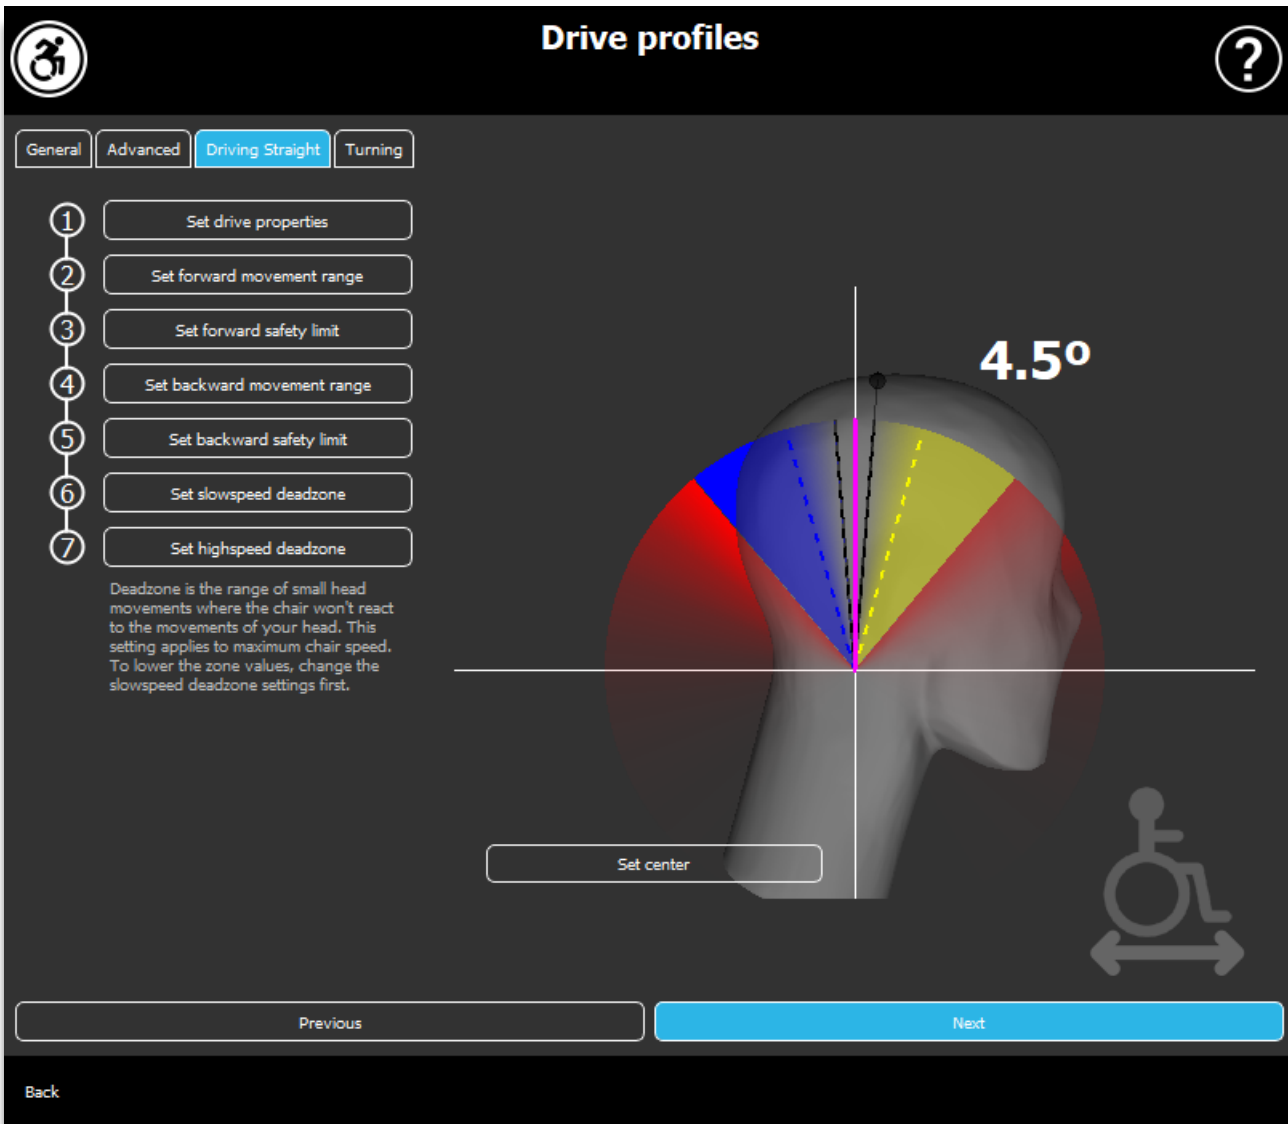 Drive profiles
?
General
Advanced
Driving Straight
Turning
1
Set drive properties
2
Set forward movement range
3
Set forward safety limit
4
Set backward movement range
5
Set backward safety limit
6
Set slowspeed deadzone
7
Set highspeed deadzone
Deadzone is the range of small head
movements where the chair won't react
to the movements of your head. This
setting applies to maximum chair speed.
To lower the zone values, change the
slowspeed deadzone settings first.
4.5º
Set center
Previous
Next
Back